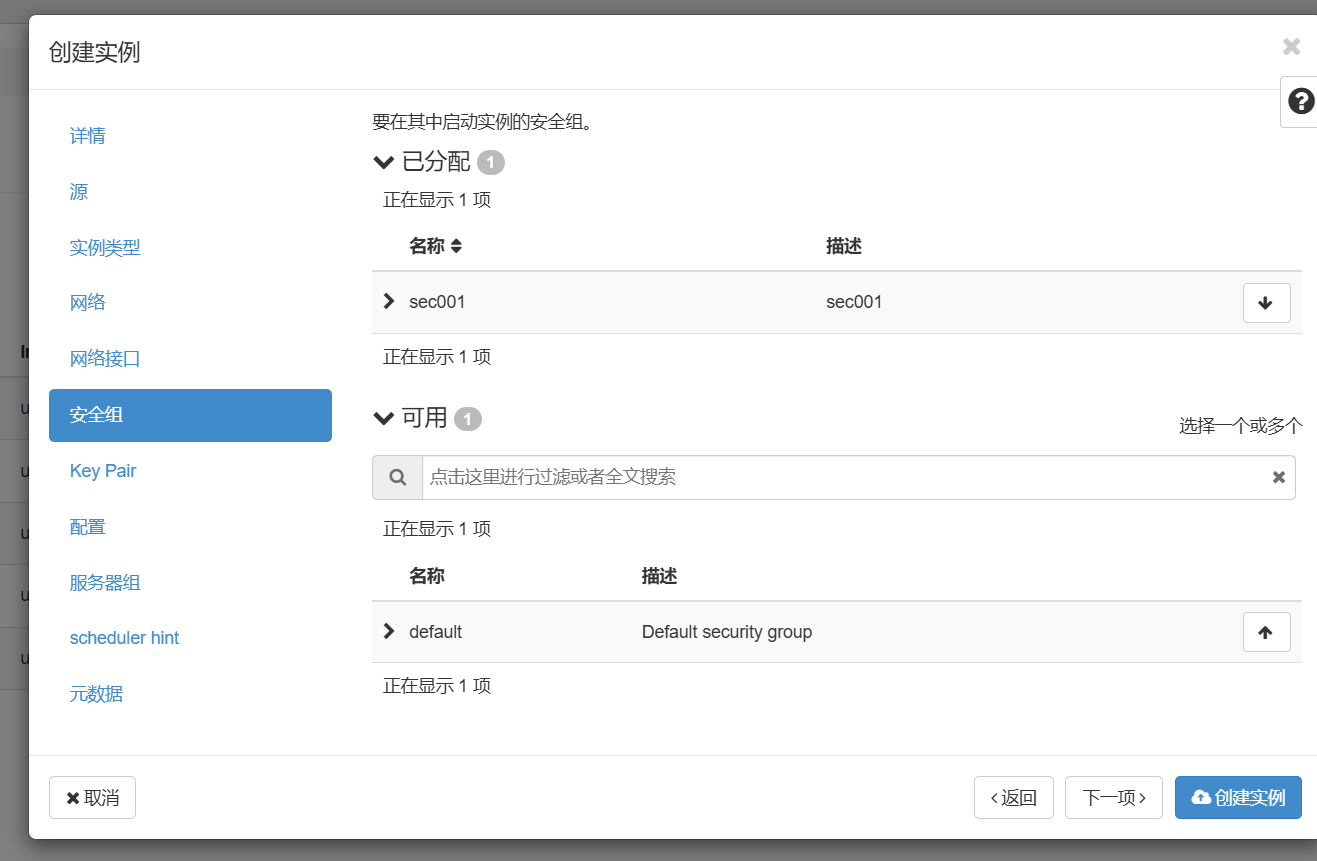 创建实例
详情
源
实例类型
网络
网络接口
安全组
Key Pair
配置
服务器组
scheduler hint
元数据
要在其中启动实例的安全组。
已分配 1
正在显示 1 项
名称 描述
sec001 sec001
正在显示 1 项
可用 1
选择一个或多个
点击这里进行过滤或者全文搜索
正在显示 1 项
名称 描述
default Default security group
正在显示 1 项
取消
返回
下一项
创建实例